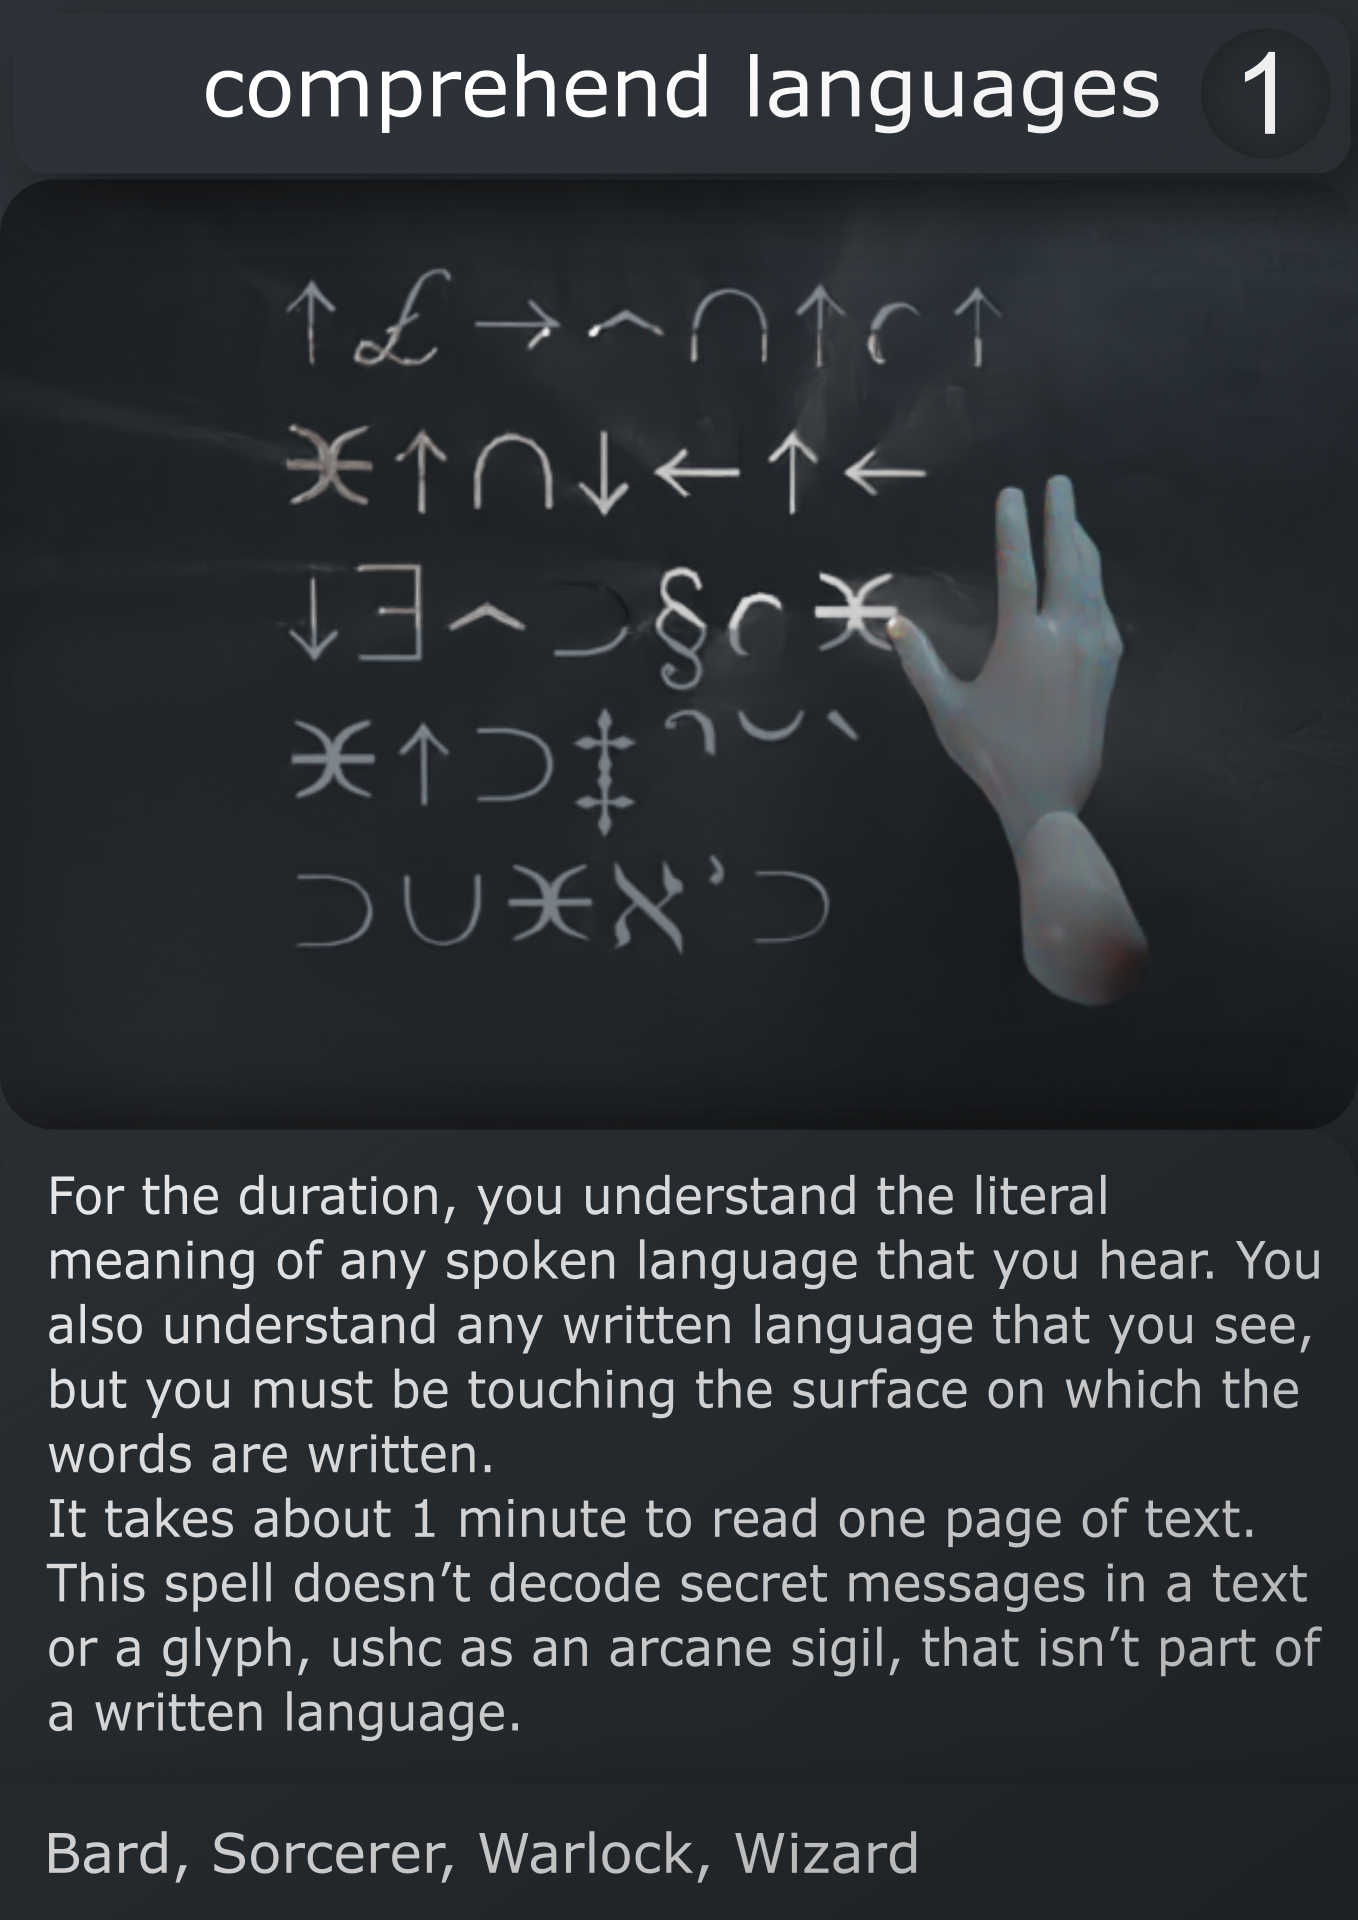 comprehend languages 1
↑ £ → ^ ∩ ↑ ↑
Ӿ ↑ ∩ ↓ ← ↑ ←
↓ ∃ ^ ⊃ § Ӿ
Ӿ ↑ ⊃ ‡
⊃ ∪ Ӿ ℵ ⊃
For the duration, you understand the literal
meaning of any spoken language that you hear. You
also understand any written language that you see,
but you must be touching the surface on which the
words are written.
It takes about 1 minute to read one page of text.
This spell doesn’t decode secret messages in a text
or a glyph, ushc as an arcane sigil, that isn’t part of
a written language.
Bard, Sorcerer, Warlock, Wizard